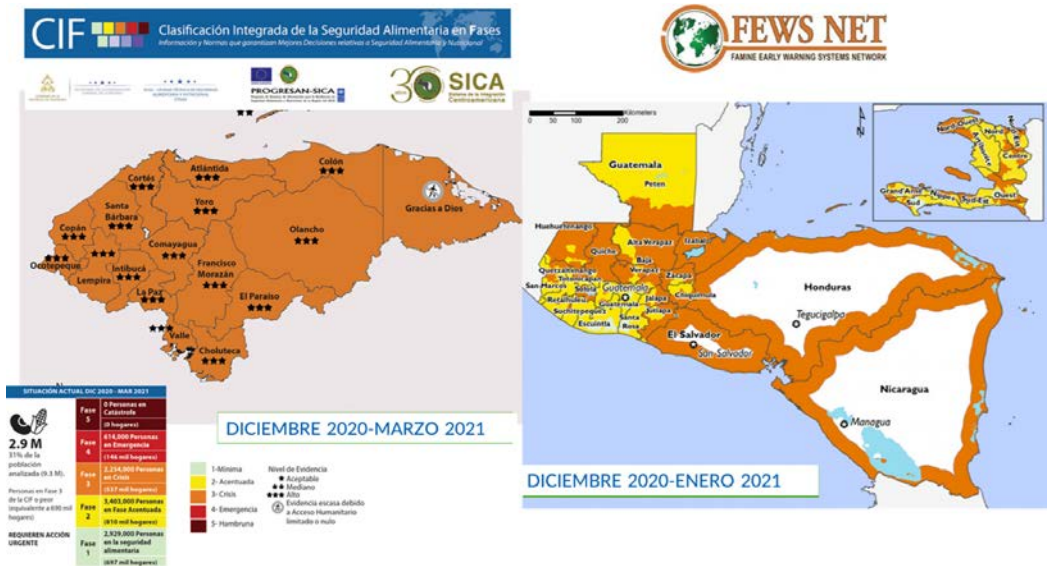 CIF
Clasificación Integrada de la Seguridad Alimentaria en Fases
Información y Normas que garantizan Mejores Decisiones relativas a Seguridad Alimentaria y Nutricional
PROGRESAN-SICA
30
SICA
Sistema de la Integración
Centroamericana
Atlántida
Colón
Cortés
Yoro
Gracias a Dios
Santa
Bárbara
Copán
Olancho
Comayagua
Ocotepeque
Intibucá
Francisco
Morazán
Lempira
La Paz
El Paraíso
Valle
Choluteca
SITUACIÓN ACTUAL DIC 2020 - MAR 2021
2.9 M
31% de la
población
analizada (9.3 M).
Personas en Fase 3
de la CIF o peor
(equivalente a 690 mil
hogares)
REQUIEREN ACCIÓN
URGENTE
Fase
5
0 Personas en
Catástrofe
(0 hogares)
Fase
4
614,000 Personas
en Emergencia
(146 mil hogares)
Fase
3
2,254,000 Personas
en Crisis
(537 mil hogares)
Fase
2
3,403,000 Personas
en Fase Acentuada
(810 mil hogares)
Fase
1
2,929,000 Personas
en la seguridad
alimentaria
(697 mil hogares)
DICIEMBRE 2020-MARZO 2021
1-Mínima
2- Acentuada
3- Crisis
4- Emergencia
5- Hambruna
Nivel de Evidencia
Aceptable
Mediano
Alto
Evidencia escasa debido
a Acceso Humanitario
limitado o nulo
FEWS NET
FAMINE EARLY WARNING SYSTEMS NETWORK
0 50 100 200
Kilometers
N
Guatemala
Peten
Huehuetenango
Quiche
Alta Verapaz
Izabal
Baja
Verapaz
Zacapa
Quetzaltenango
Totonicapan
San Marcos
Solola
Guatemala
Chiquimula
Retalhuleu
Guatemala
Jalapa
Suchitepequez
Jutiapa
Escuintla
Santa
Rosa
El Salvador
San Salvador
Honduras
Tegucigalpa
Nicaragua
Managua
Nord-Ouest
Nord
Artibonite
Centre
Grand'Anse
Nippes
Ouest
Sud
Sud-Est
DICIEMBRE 2020-ENERO 2021